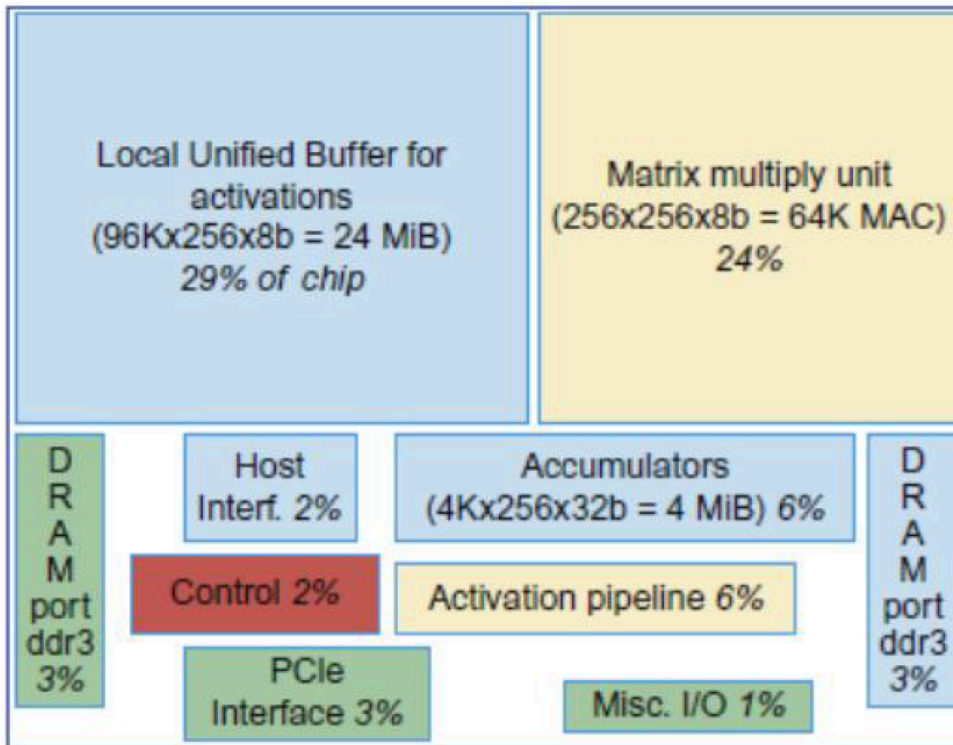 Local Unified Buffer for
activations
(96Kx256x8b = 24 MiB)
29% of chip
Matrix multiply unit
(256x256x8b = 64K MAC)
24%
D
R
A
M
port
ddr3
3%
Host
Interf. 2%
Accumulators
(4Kx256x32b = 4 MiB) 6%
D
R
A
M
port
ddr3
3%
Control 2%
Activation pipeline 6%
PCIe
Interface 3%
Misc. I/O 1%